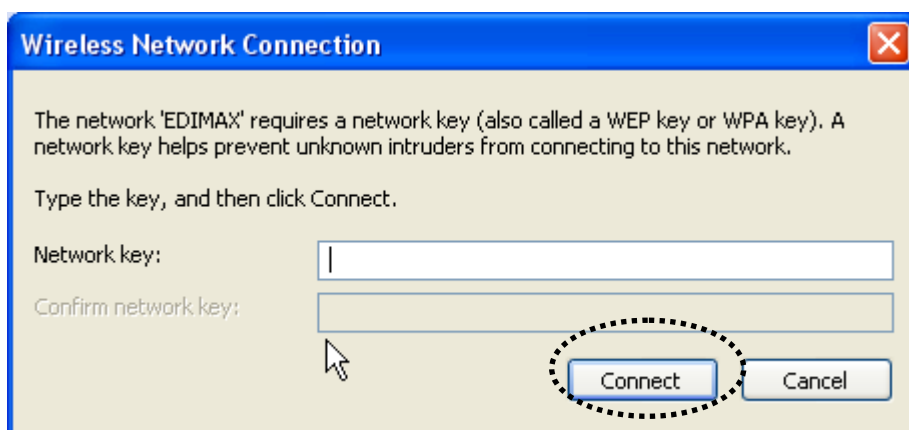 Wireless Network Connection
The network 'EDIMAX' requires a network key (also called a WEP key or WPA key). A
network key helps prevent unknown intruders from connecting to this network.
Type the key, and then click Connect.
Network key:
Confirm network key:
Connect Cancel